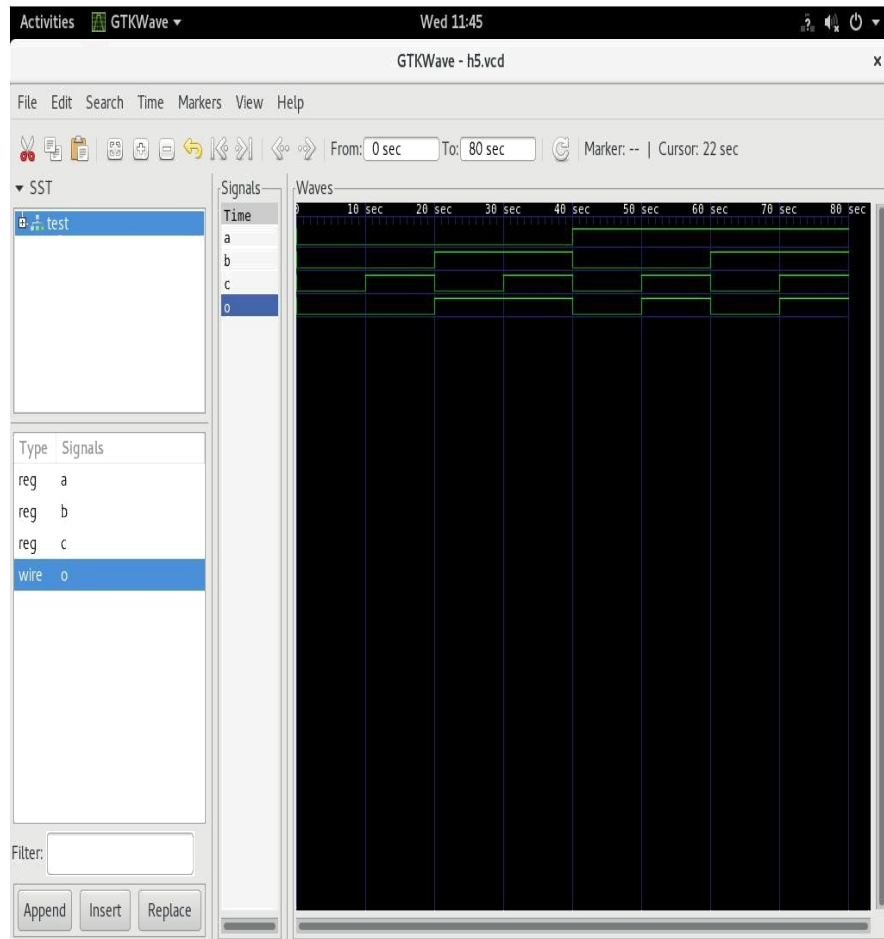 Activities GTKWave Wed 11:45 ?
GTKWave - h5.vcd x
File Edit Search Time Markers View Help
From: 0 sec To: 80 sec Marker: -- | Cursor: 22 sec
SST
test
Signals
Time
a
b
c
o
Waves
0 10 sec 20 sec 30 sec 40 sec 50 sec 60 sec 70 sec 80 sec
Type Signals
reg a
reg b
reg c
wire o
Filter:
Append Insert Replace